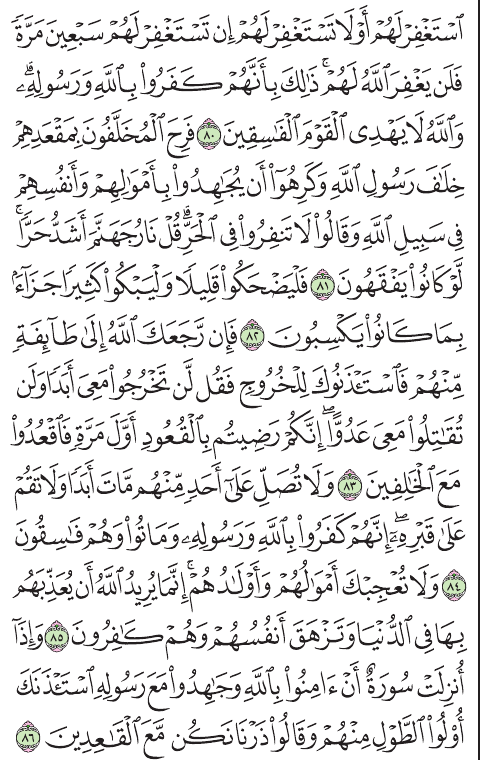 ٱسۡتَغۡفِرۡ لَهُمۡ أَوۡ لَا تَسۡتَغۡفِرۡ لَهُمۡ إِن تَسۡتَغۡفِرۡ لَهُمۡ سَبۡعِينَ مَرَّةٗ
فَلَن يَغۡفِرَ ٱللَّهُ لَهُمۡۚ ذَٰلِكَ بِأَنَّهُمۡ كَفَرُواْ بِٱللَّهِ وَرَسُولِهِۦۗ
وَٱللَّهُ لَا يَهۡدِي ٱلۡقَوۡمَ ٱلۡفَٰسِقِينَ ٨٠ فَرِحَ ٱلۡمُخَلَّفُونَ بِمَقۡعَدِهِمۡ
خِلَٰفَ رَسُولِ ٱللَّهِ وَكَرِهُوٓاْ أَن يُجَٰهِدُواْ بِأَمۡوَٰلِهِمۡ وَأَنفُسِهِمۡ
فِي سَبِيلِ ٱللَّهِ وَقَالُواْ لَا تَنفِرُواْ فِي ٱلۡحَرِّۗ قُلۡ نَارُ جَهَنَّمَ أَشَدُّ حَرّٗاۚ
لَّوۡ كَانُواْ يَفۡقَهُونَ ٨١ فَلۡيَضۡحَكُواْ قَلِيلٗا وَلۡيَبۡكُواْ كَثِيرٗا جَزَآءَۢ
بِمَا كَانُواْ يَكۡسِبُونَ ٨٢ فَإِن رَّجَعَكَ ٱللَّهُ إِلَىٰ طَآئِفَةٖ
مِّنۡهُمۡ فَٱسۡتَـٔۡذَنُوكَ لِلۡخُرُوجِ فَقُل لَّن تَخۡرُجُواْ مَعِيَ أَبَدٗا وَلَن
تُقَٰتِلُواْ مَعِيَ عَدُوًّاۖ إِنَّكُمۡ رَضِيتُم بِٱلۡقُعُودِ أَوَّلَ مَرَّةٖ فَٱقۡعُدُواْ
مَعَ ٱلۡخَٰلِفِينَ ٨٣ وَلَا تُصَلِّ عَلَىٰٓ أَحَدٖ مِّنۡهُم مَّاتَ أَبَدٗا وَلَا تَقُمۡ
عَلَىٰ قَبۡرِهِۦٓۖ إِنَّهُمۡ كَفَرُواْ بِٱللَّهِ وَرَسُولِهِۦ وَمَاتُواْ وَهُمۡ فَٰسِقُونَ
٨٤ وَلَا تُعۡجِبۡكَ أَمۡوَٰلُهُمۡ وَأَوۡلَٰدُهُمۡۚ إِنَّمَا يُرِيدُ ٱللَّهُ أَن يُعَذِّبَهُم
بِهَا فِي ٱلدُّنۡيَا وَتَزۡهَقَ أَنفُسُهُمۡ وَهُمۡ كَٰفِرُونَ ٨٥ وَإِذَآ
أُنزِلَتۡ سُورَةٌ أَنۡ ءَامِنُواْ بِٱللَّهِ وَجَٰهِدُواْ مَعَ رَسُولِهِ ٱسۡتَـٔۡذَنَكَ
أُوْلُواْ ٱلطَّوۡلِ مِنۡهُمۡ وَقَالُواْ ذَرۡنَا نَكُن مَّعَ ٱلۡقَٰعِدِينَ ٨٦